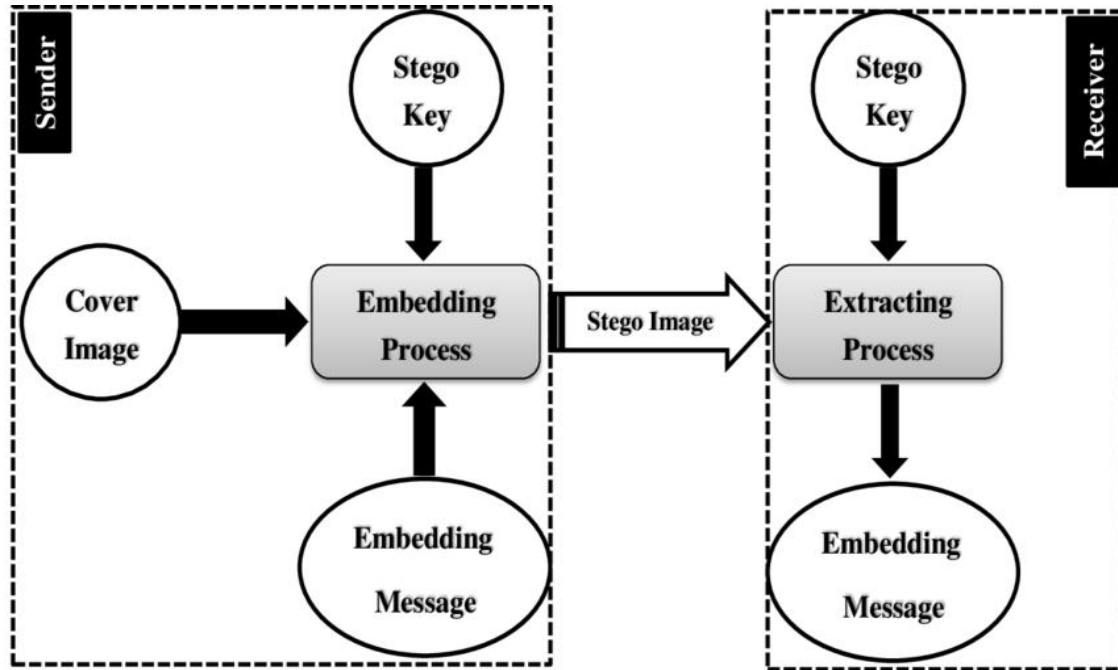 Sender
Stego
Key
Cover
Image
Embedding
Process
Embedding
Message
Stego Image
Receiver
Stego
Key
Extracting
Process
Embedding
Message